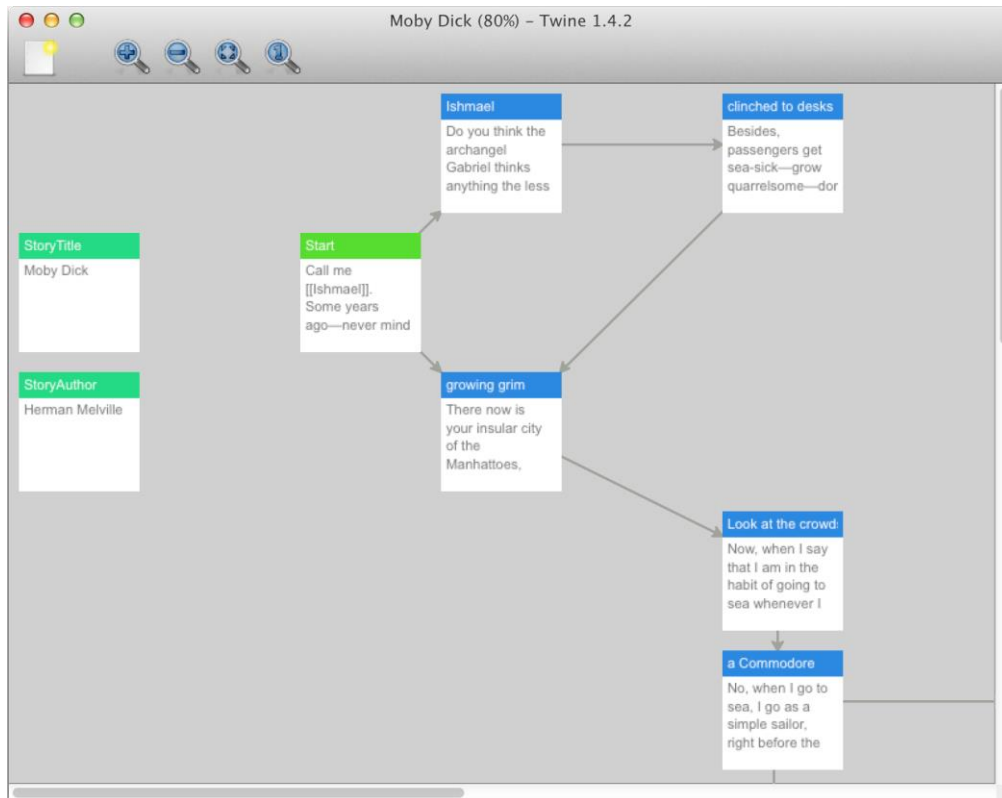 Moby Dick (80%) – Twine 1.4.2
Ishmael
Do you think the
archangel
Gabriel thinks
anything the less
clinched to desks
Besides,
passengers get
sea-sick—grow
quarrelsome—dor
StoryTitle
Moby Dick
Start
Call me
[[Ishmael]].
Some years
ago—never mind
StoryAuthor
Herman Melville
growing grim
There now is
your insular city
of the
Manhattoes,
Look at the crowd
Now, when I say
that I am in the
habit of going to
sea whenever I
a Commodore
No, when I go to
sea, I go as a
simple sailor,
right before the